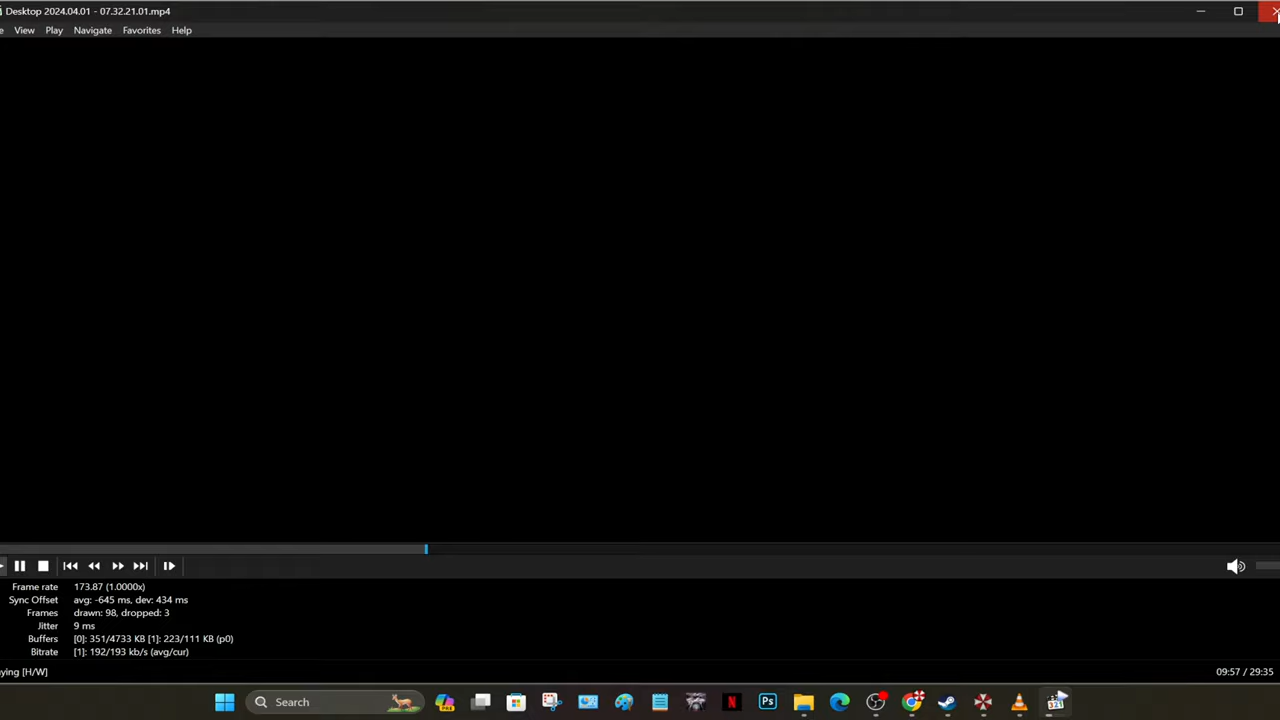 Desktop 2024.04.01 - 07.32.21.01.mp4
View Play Navigate Favorites Help
Frame rate 173.87 (1.0000x)
Sync Offset avg: -645 ms, dev: 434 ms
Frames drawn: 98, dropped: 3
Jitter 9 ms
Buffers [0]: 351/4733 KB [1]: 223/111 KB (p0)
Bitrate [1]: 192/193 kb/s (avg/cur)
aying [H/W] 09:57 / 29:35
Search Ps N 321